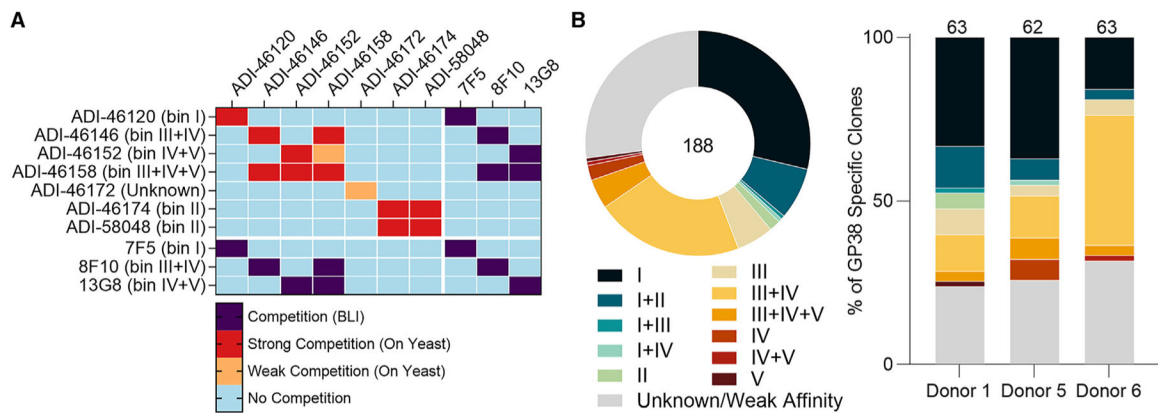 A
ADI-46120
ADI-46146
ADI-46152
ADI-46158
ADI-46172
ADI-46174
ADI-58048
7F5
8F10
13G8
ADI-46120 (bin I)
ADI-46146 (bin III+IV)
ADI-46152 (bin IV+V)
ADI-46158 (bin III+IV+V)
ADI-46172 (Unknown)
ADI-46174 (bin II)
ADI-58048 (bin II)
7F5 (bin I)
8F10 (bin III+IV)
13G8 (bin IV+V)
Competition (BLI)
Strong Competition (On Yeast)
Weak Competition (On Yeast)
No Competition
B
188
I
I+II
I+III
I+IV
II
III
III+IV
III+IV+V
IV
IV+V
V
Unknown/Weak Affinity
% of GP38 Specific Clones
100
50
0
63
62
63
Donor 1
Donor 5
Donor 6